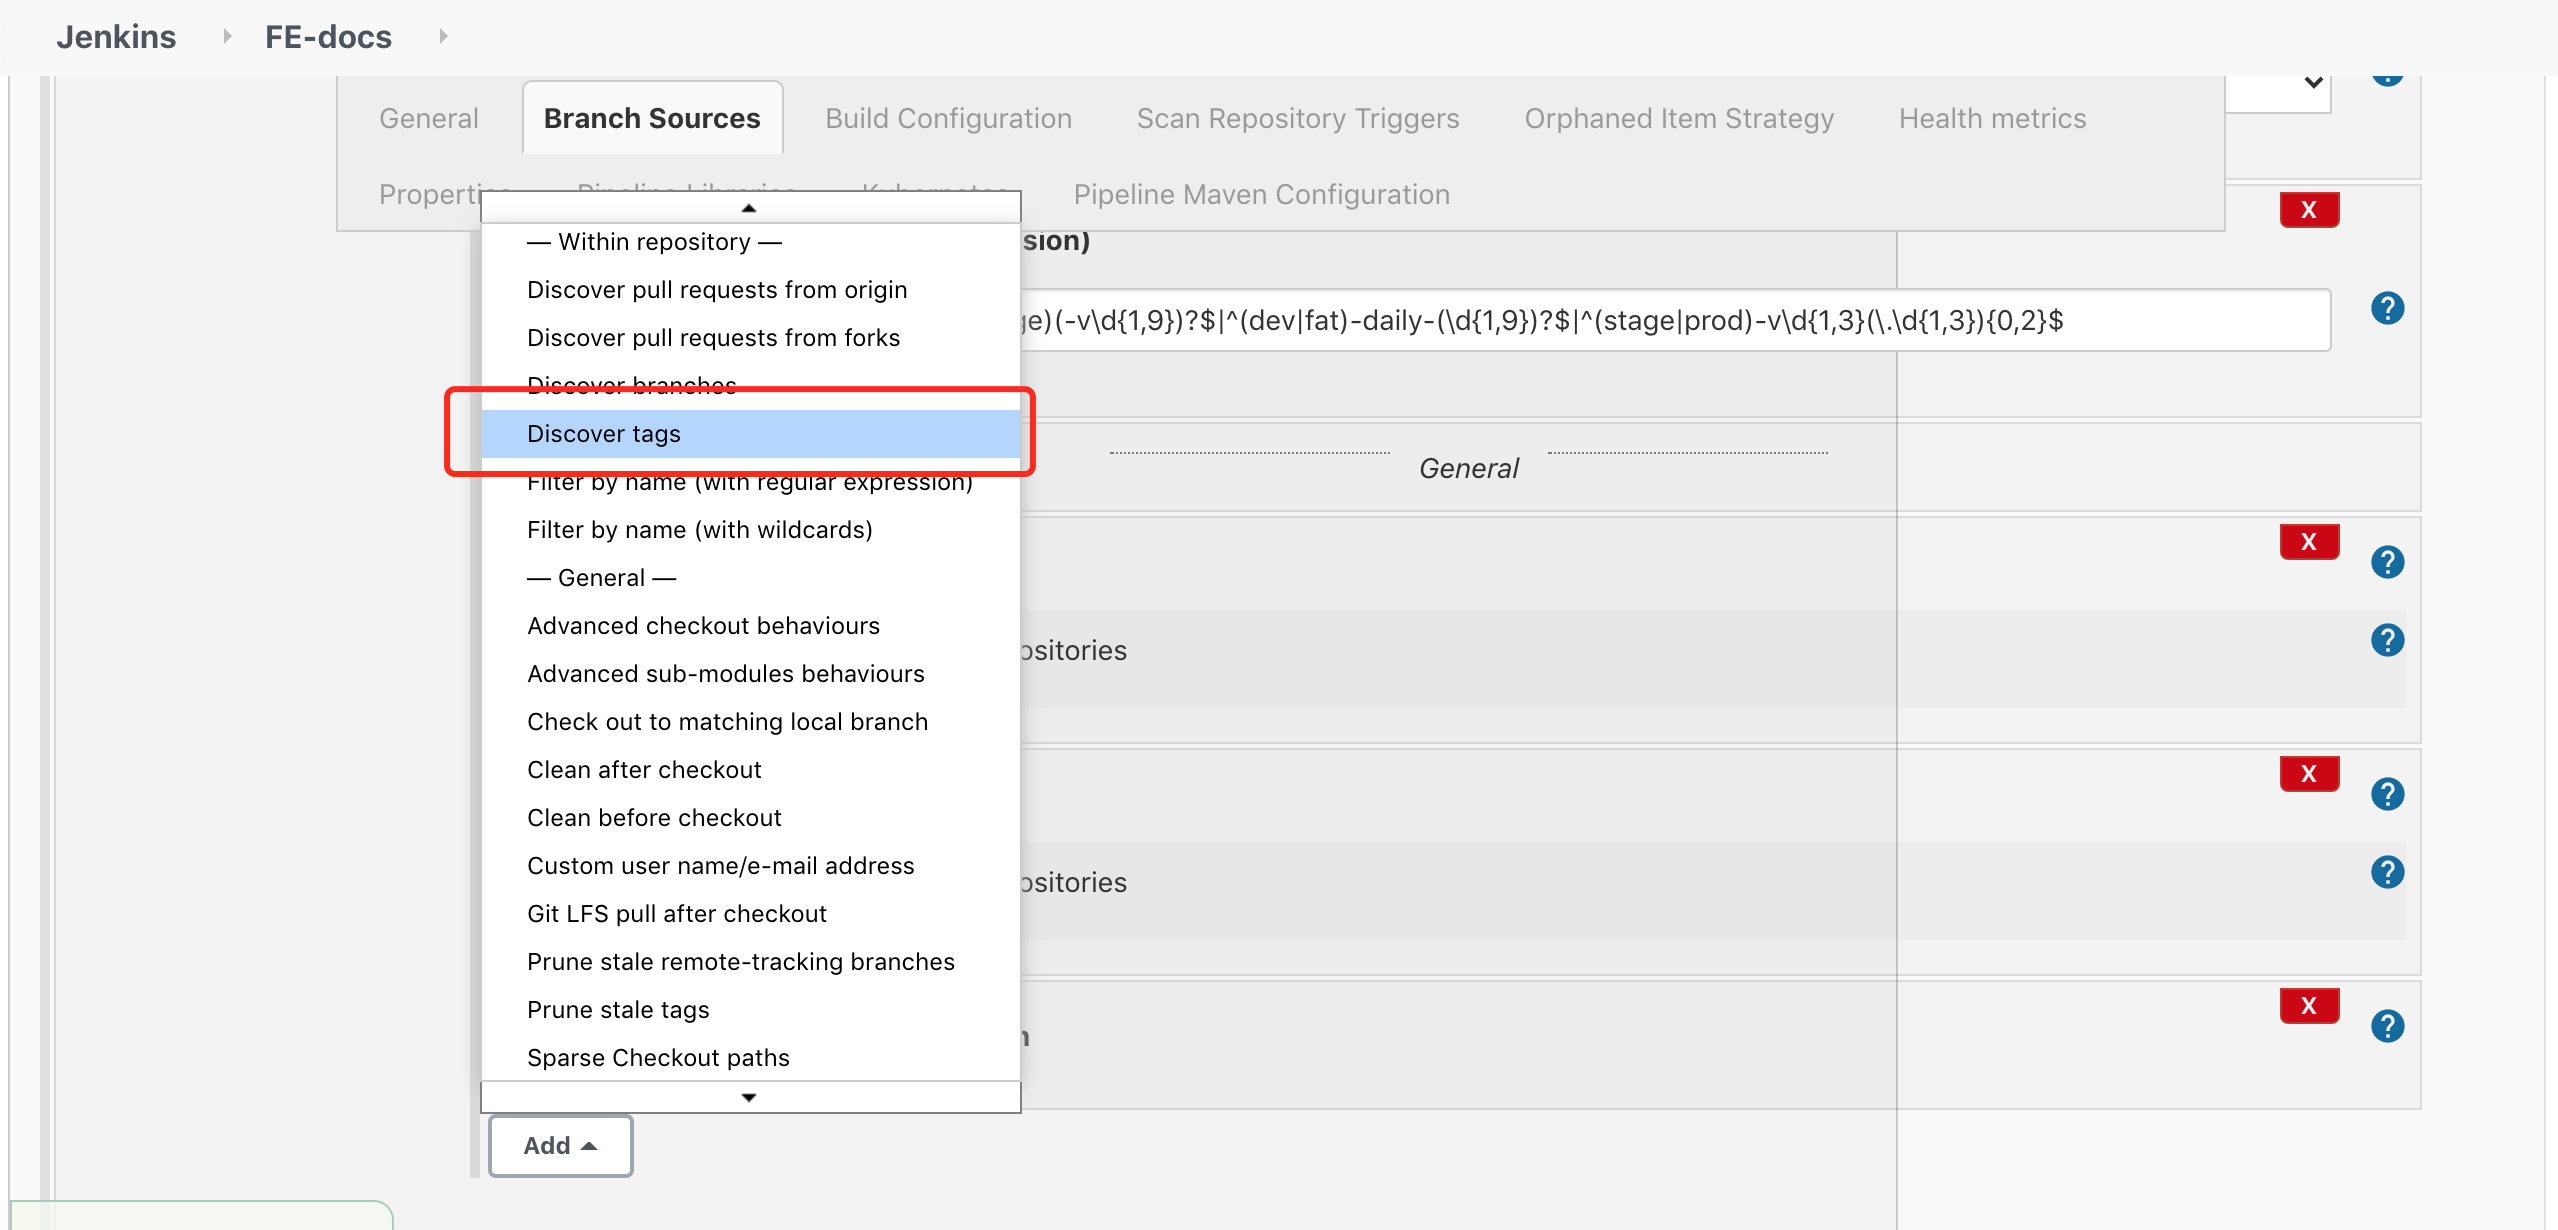 Jenkins FE-docs
General Branch Sources Build Configuration Scan Repository Triggers Orphaned Item Strategy Health metrics
Pipeline Maven Configuration
— Within repository —
sion)
X
Discover pull requests from origin
ge)(-v\d{1,9})?$|^(dev|fat)-daily-(\d{1,9})?$|^(stage|prod)-v\d{1,3}(\.\d{1,3}){0,2}$
?
Discover pull requests from forks
Discover branches
Discover tags
General
Filter by name (with regular expression)
Filter by name (with wildcards)
X
?
— General —
Advanced checkout behaviours
ositories
?
Advanced sub-modules behaviours
Check out to matching local branch
Clean after checkout
X
?
Clean before checkout
Custom user name/e-mail address
ositories
?
Git LFS pull after checkout
Prune stale remote-tracking branches
Prune stale tags
X
?
Sparse Checkout paths
Add